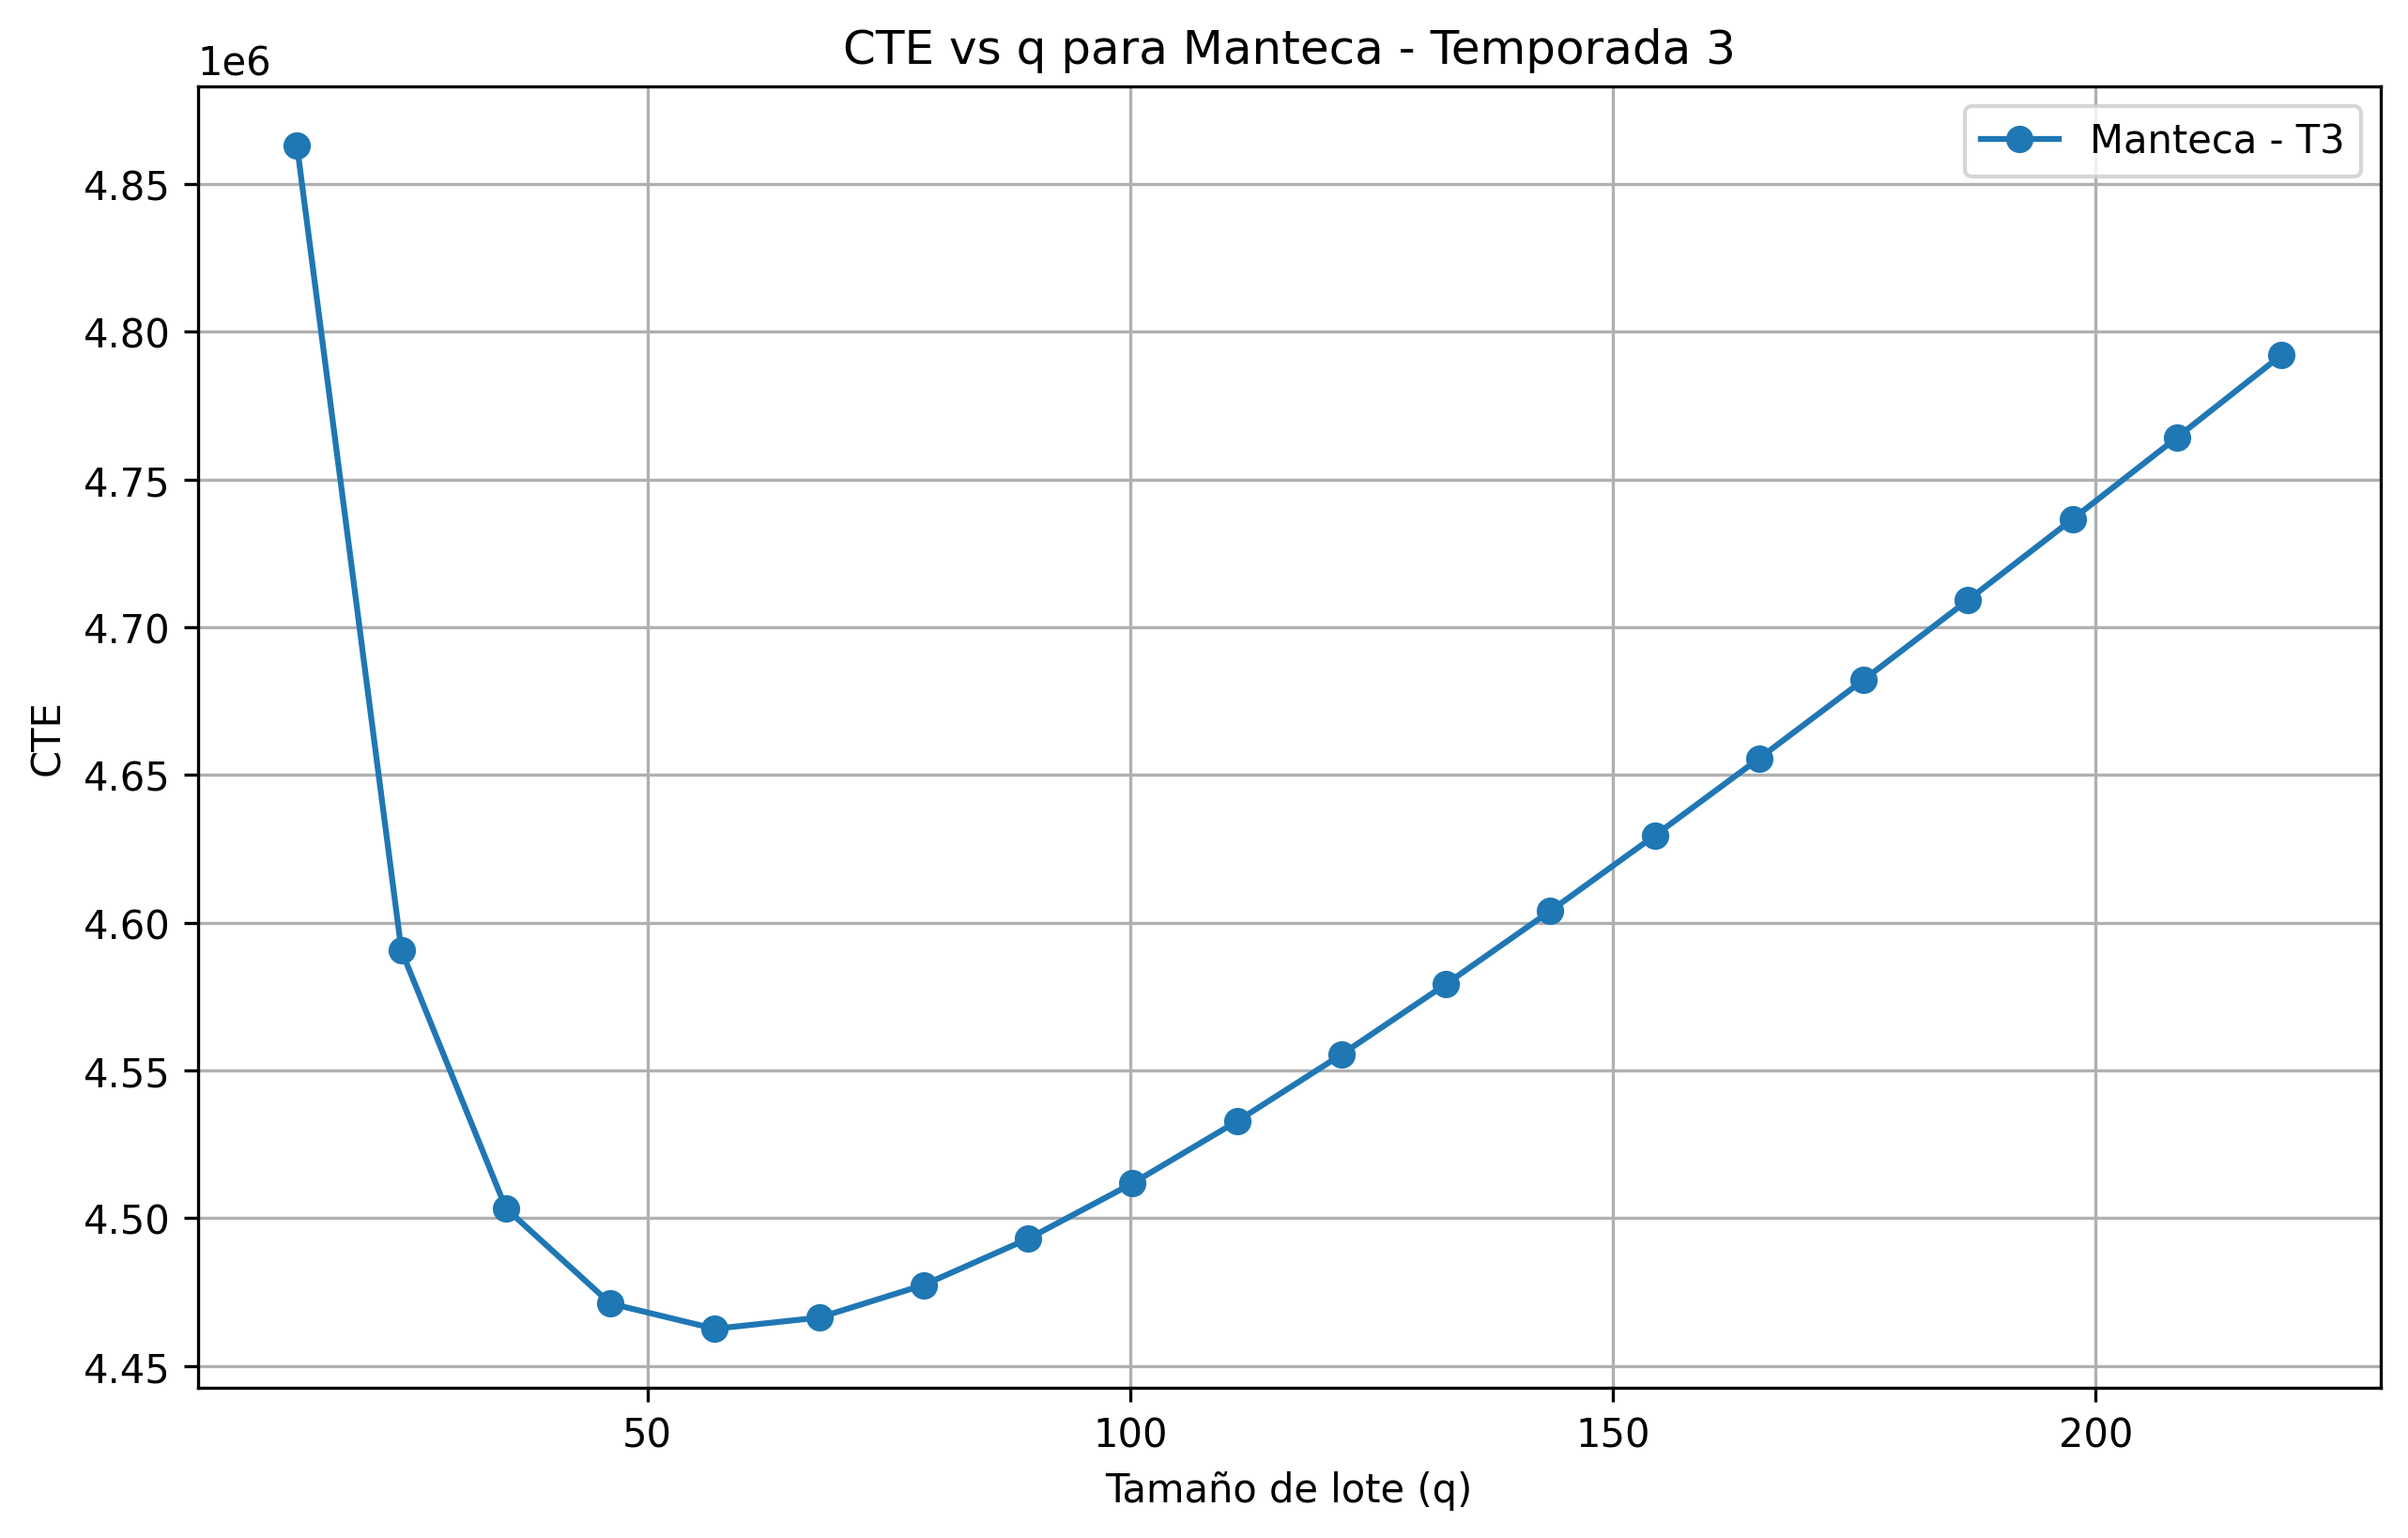 CTE vs q para Manteca - Temporada 3
1e6
Manteca - T3
4.85
4.80
4.75
4.70
4.65
4.60
4.55
4.50
4.45
CTE
50 100 150 200
Tamaño de lote (q)